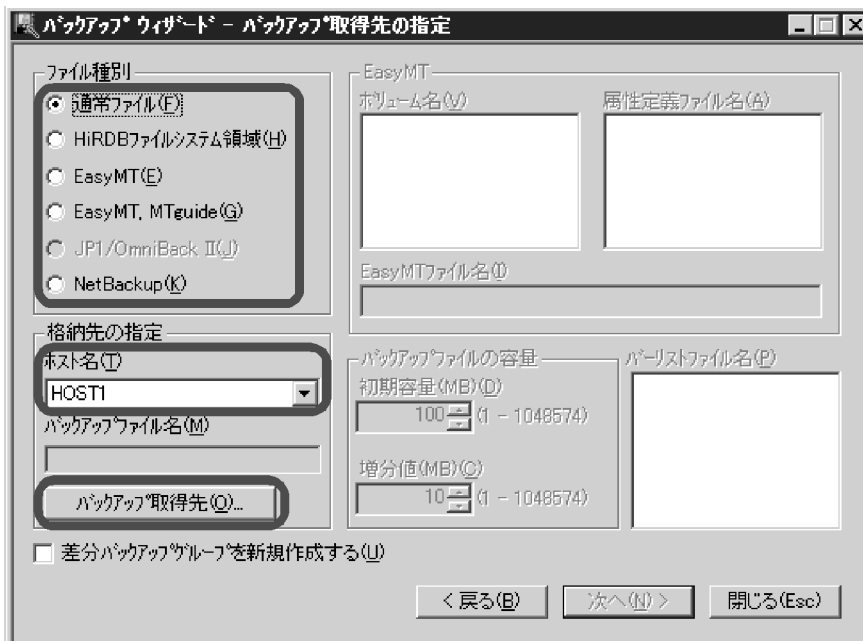 バックアップ ウィザード - バックアップ取得先の指定
ファイル種別
通常ファイル(F)
HiRDBファイルシステム領域(H)
EasyMT(E)
EasyMT, MTguide(G)
JP1/OmniBack II(J)
NetBackup(K)
EasyMT
ボリューム名(V)
属性定義ファイル名(A)
EasyMTファイル名(I)
格納先の指定
ホスト名(T)
HOST1
バックアップファイル名(M)
バックアップ取得先(O)...
バックアップファイルの容量
初期容量(MB)(D)
100 (1 - 1048574)
増分値(MB)(C)
10 (1 - 1048574)
バーリストファイル名(P)
差分バックアップグループを新規作成する(U)
< 戻る(B)
次へ(N) >
閉じる(Esc)